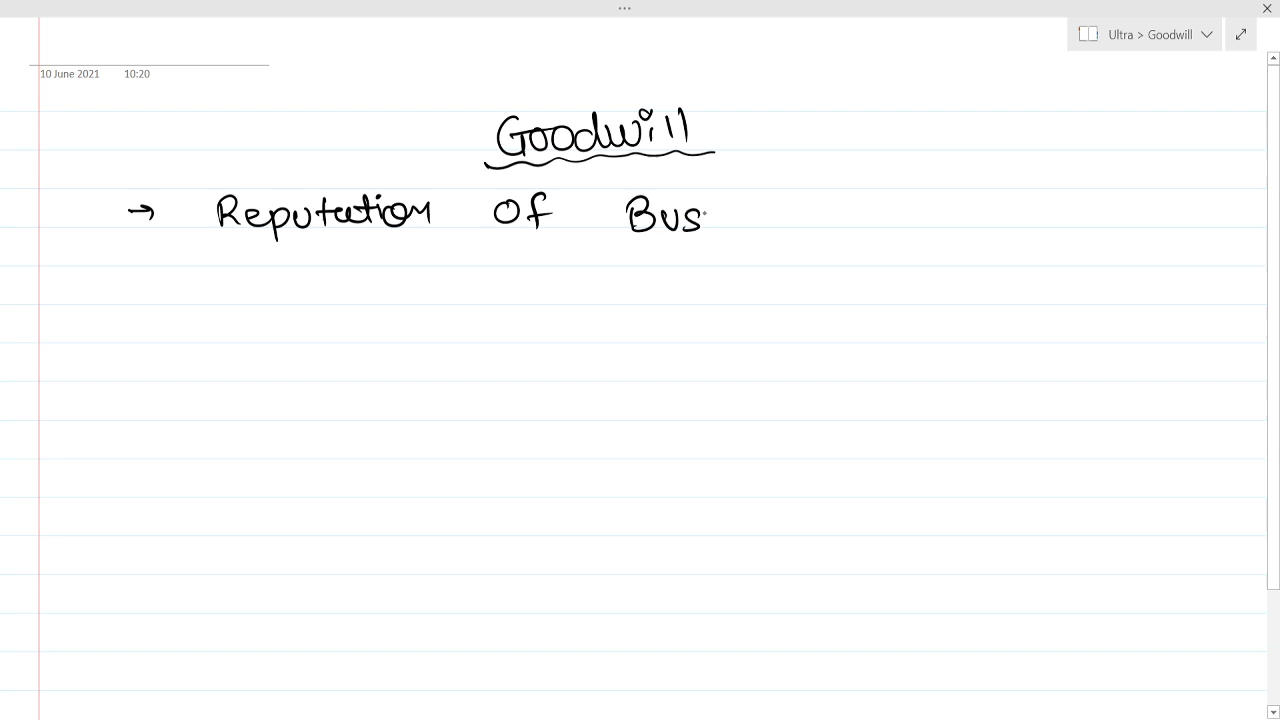 Ultra > Goodwill
10 June 2021 10:20
Goodwill
→ Reputation Of Bus